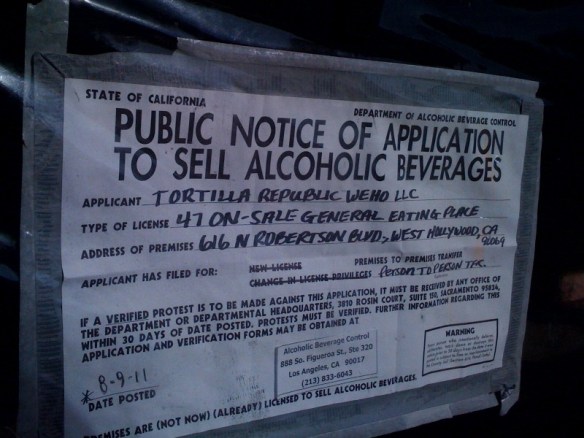 STATE OF CALIFORNIA
DEPARTMENT OF ALCOHOLIC BEVERAGE CONTROL
PUBLIC NOTICE OF APPLICATION
TO SELL ALCOHOLIC BEVERAGES
APPLICANT TORTILLA REPUBLIC WEHO LLC
TYPE OF LICENSE 47 ON-SALE GENERAL EATING PLACE
ADDRESS OF PREMISES 616 N ROBERTSON BLVD, WEST HOLLYWOOD, CA
90069
APPLICANT HAS FILED FOR: NEW LICENSE PREMISES TO PREMISES TRANSFER
CHANGE IN LICENSE PRIVILEGES PERSON TO PERSON
IF A VERIFIED PROTEST IS TO BE MADE AGAINST THIS APPLICATION, IT MUST BE RECEIVED BY ANY OFFICE OF
THE DEPARTMENT OR DEPARTMENTAL HEADQUARTERS, 3810 ROSIN COURT, SUITE 150, SACRAMENTO 95834,
WITHIN 30 DAYS OF DATE POSTED. PROTESTS MUST BE VERIFIED. FURTHER INFORMATION REGARDING THIS
APPLICATION AND VERIFICATION FORMS MAY BE OBTAINED AT
Alcoholic Beverage Control
888 So. Figueroa St., Ste 320
Los Angeles, CA 90017
(213) 833-6043
WARNING
* 8-9-11
DATE POSTED
PREMISES ARE (NOT NOW) (ALREADY) LICENSED TO SELL ALCOHOLIC BEVERAGES.